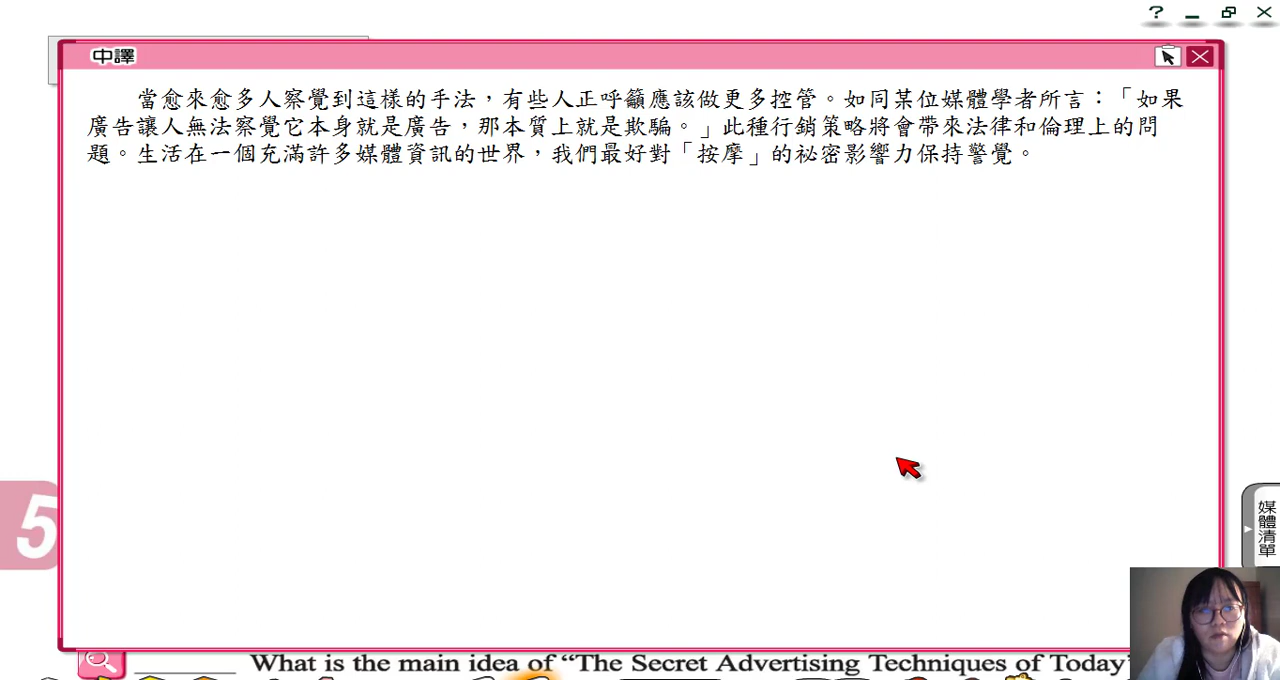 ?
中譯
當愈來愈多人察覺到這樣的手法，有些人正呼籲應該做更多控管。如同某位媒體學者所言：「如果
廣告讓人無法察覺它本身就是廣告，那本質上就是欺騙。」此種行銷策略將會帶來法律和倫理上的問
題。生活在一個充滿許多媒體資訊的世界，我們最好對「按摩」的祕密影響力保持警覺。
5
媒體清單
What is the main idea of “The Secret Advertising Techniques of Today”